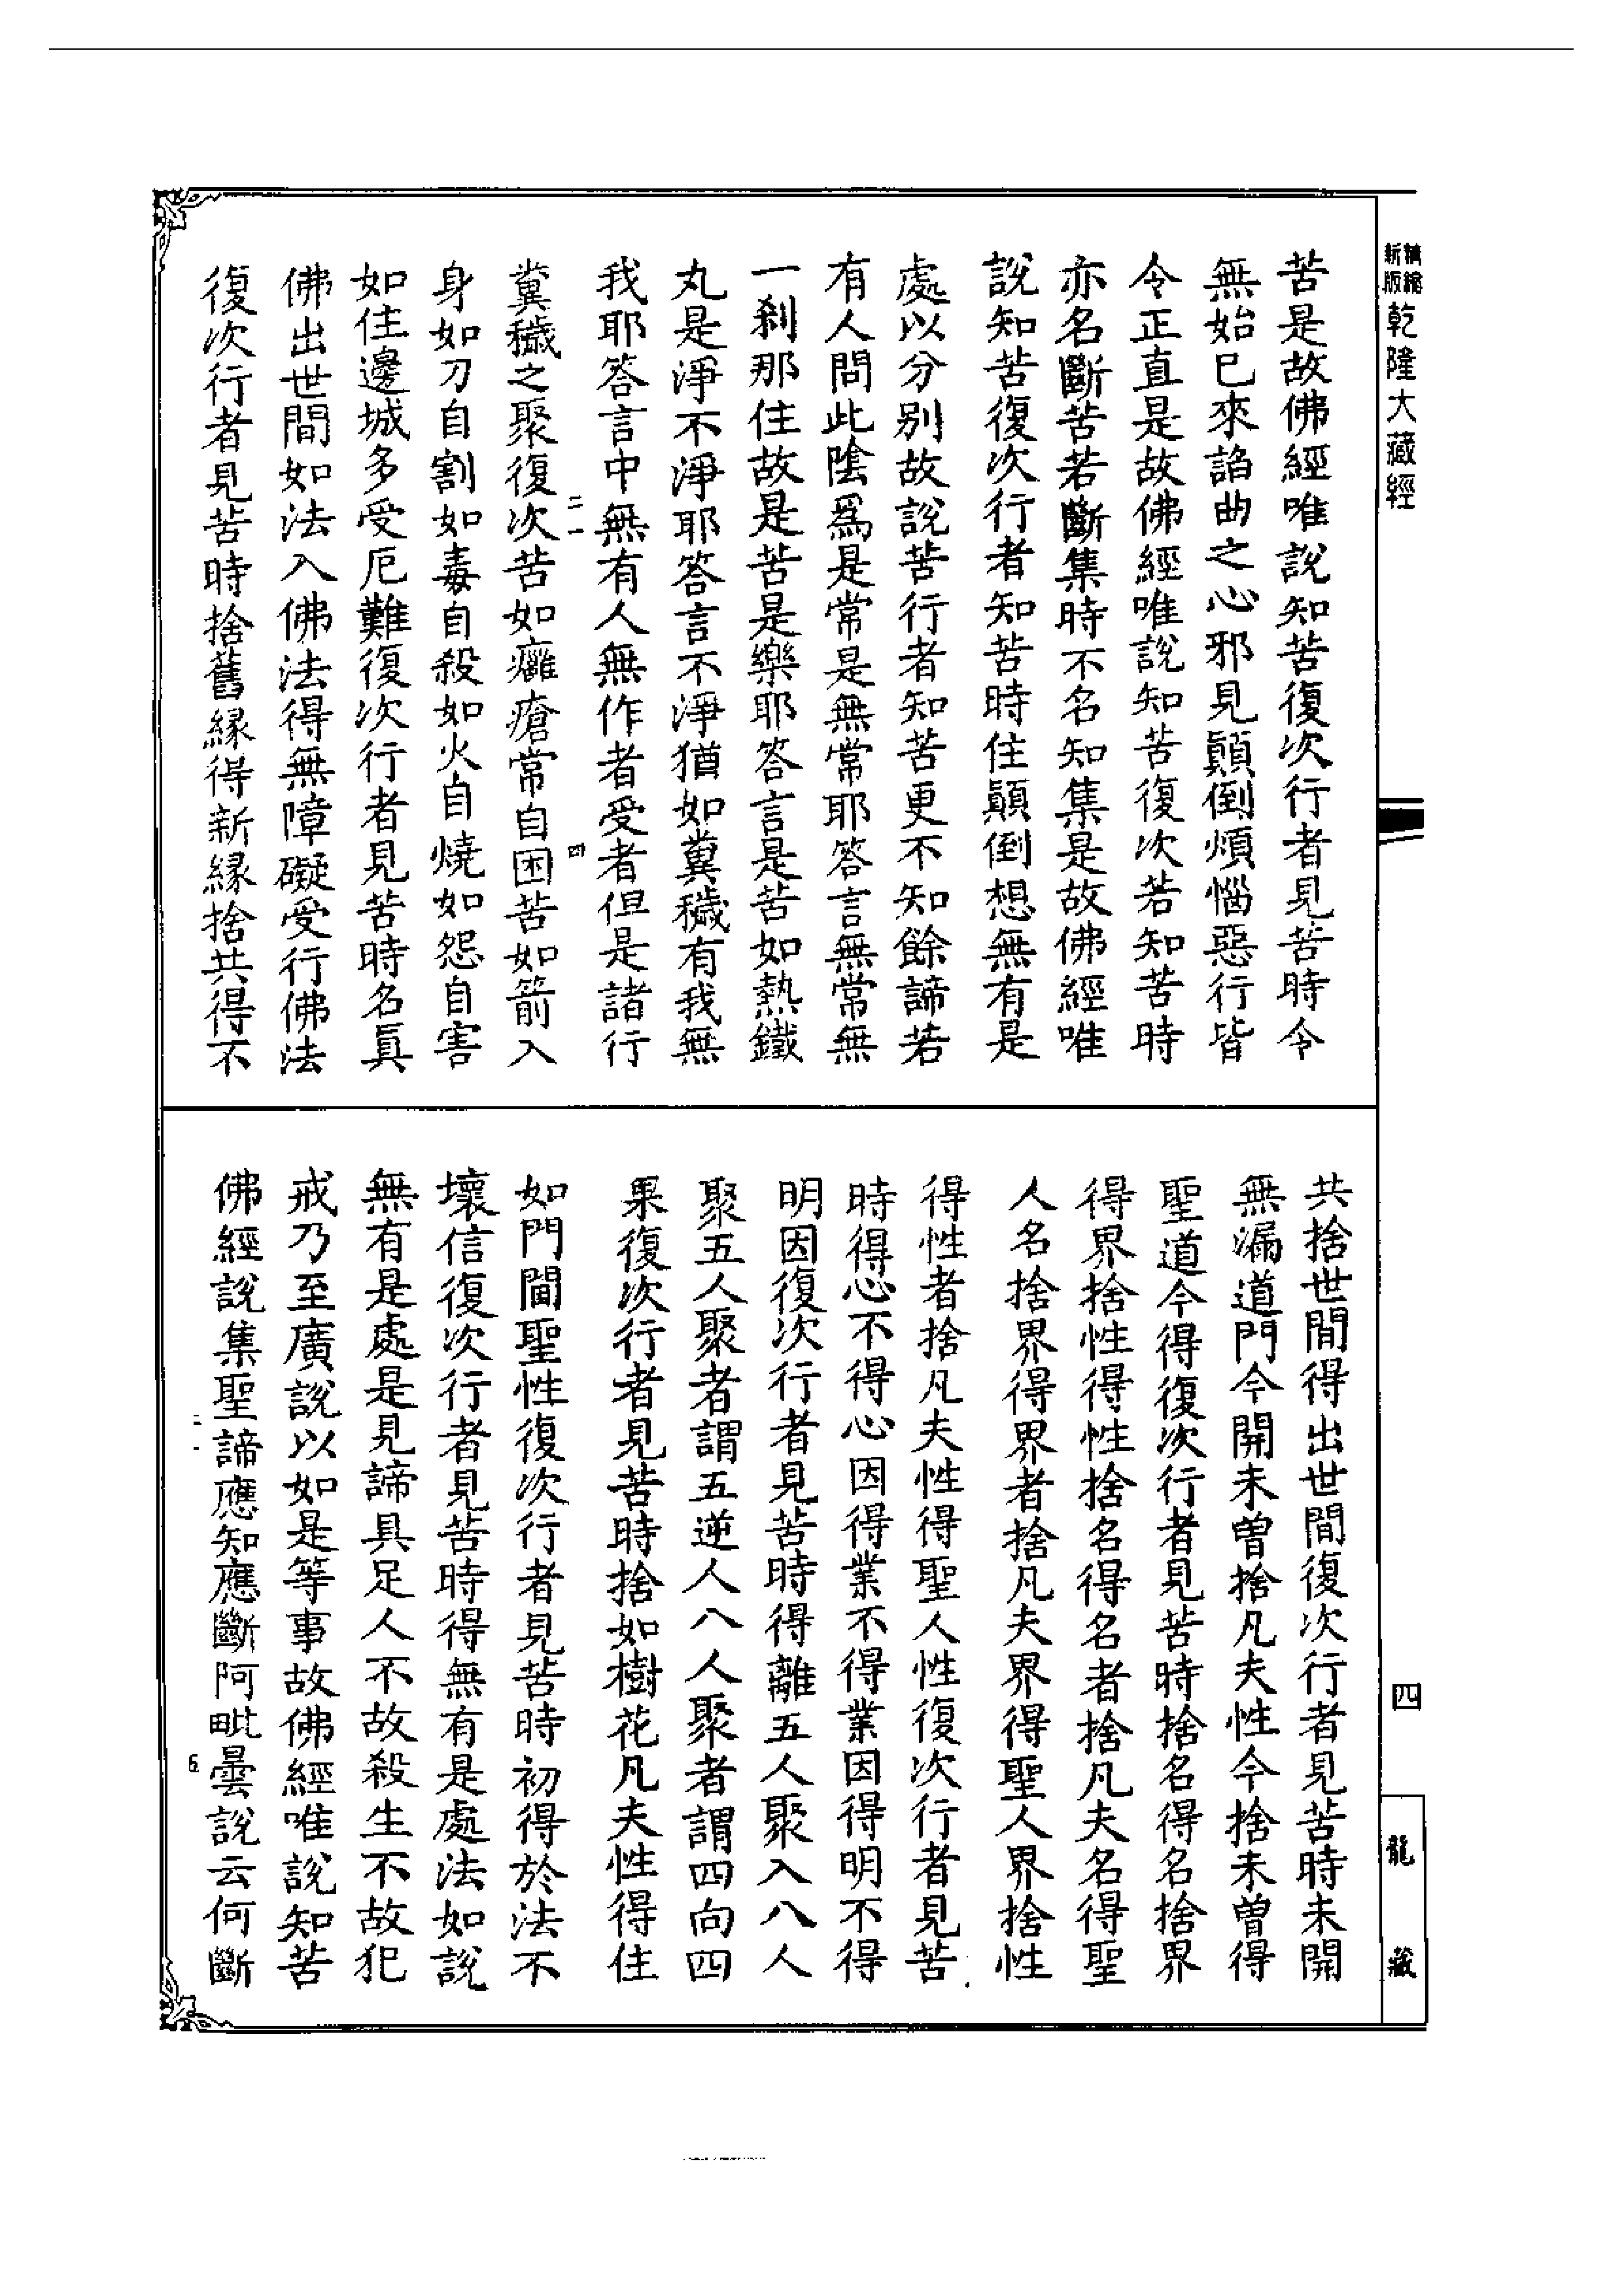 精縮新版乾隆大藏經
苦是故佛經唯說知苦復次行者見苦時令
無始已來諂曲之心邪見顛倒煩惱惡行皆
令正直是故佛經唯說知苦復次若知苦時
亦名斷苦若斷集時不名知集是故佛經唯
說知苦復次行者知苦時住顛倒想無有是
處以分別故說苦行者知苦更不知餘諦若
有人問此陰爲是常是無常耶答言無常無
一剎那住故是苦是樂耶答言是苦如熱鐵
丸是淨不淨耶答言不淨猶如糞穢有我無
我耶答言中無有人無作者受者但是諸行
二一 四
糞穢之聚復次苦如癰瘡常自困苦如箭入
身如刀自割如毒自殺如火自燒如怨自害
如住邊城多受厄難復次行者見苦時名眞
佛出世間如法入佛法得無障礙受行佛法
復次行者見苦時捨舊緣得新緣捨共得不
共捨世間得出世間復次行者見苦時未開
無漏道門今開未曾捨凡夫性今捨未曾得
聖道今得復次行者見苦時捨名得名捨界
得界捨性得性捨名得名者捨凡夫名得聖
人名捨界得界者捨凡夫界得聖人界捨性
得性者捨凡夫性得聖人性復次行者見苦
時得心不得心因得業不得業因得明不得
明因復次行者見苦時得離五人聚入八人
聚五人聚者謂五逆人八人聚者謂四向四
果復次行者見苦時捨如樹花凡夫性得住
如門閫聖性復次行者見苦時初得於法不
壞信復次行者見苦時得無有是處法如說
無有是處是見諦具足人不故殺生不故犯
戒乃至廣說以如是等事故佛經唯說知苦
佛經說集聖諦應知應斷阿毗曇說云何斷
二一 五
四
龍藏